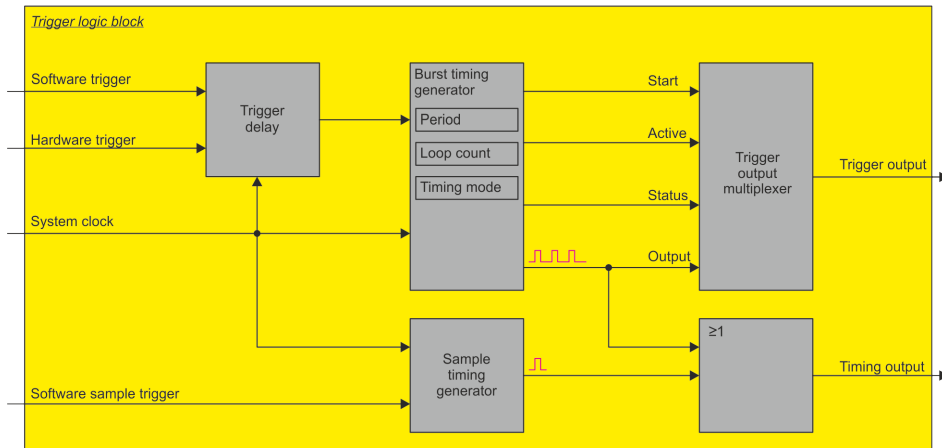 Trigger logic block
Software trigger
Hardware trigger
System clock
Software sample trigger
Trigger
delay
Burst timing
generator
Period
Loop count
Timing mode
Sample
timing
generator
Start
Active
Status
Output
Trigger
output
multiplexer
≥1
Trigger output
Timing output